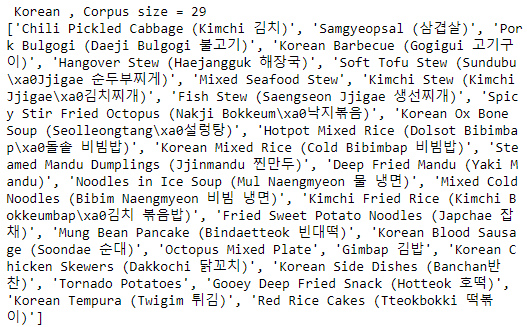 Korean , Corpus size = 29
['Chili Pickled Cabbage (Kimchi 김치)', 'Samgyeopsal (삼겹살)', 'Por
k Bulgogi (Daeji Bulgogi 불고기)', 'Korean Barbecue (Gogigui 고기구
이)', 'Hangover Stew (Haejangguk 해장국)', 'Soft Tofu Stew (Sundubu
\xa0Jjigae 순두부찌게)', 'Mixed Seafood Stew', 'Kimchi Stew (Kimchi
Jjigae\xa0김치찌개)', 'Fish Stew (Saengseon Jjigae 생선찌개)', 'Spic
y Stir Fried Octopus (Nakji Bokkeum\xa0낙지볶음)', 'Korean Ox Bone
Soup (Seolleongtang\xa0설렁탕)', 'Hotpot Mixed Rice (Dolsot Bibimba
p\xa0돌솥 비빔밥)', 'Korean Mixed Rice (Cold Bibimbap 비빔밥)', 'Ste
amed Mandu Dumplings (Jjinmandu 찐만두)', 'Deep Fried Mandu (Yaki M
andu)', 'Noodles in Ice Soup (Mul Naengmyeon 물 냉면)', 'Mixed Cold
Noodles (Bibim Naengmyeon 비빔 냉면)', 'Kimchi Fried Rice (Kimchi B
okkeumbap\xa0김치 볶음밥)', 'Fried Sweet Potato Noodles (Japchae 잡
채)', 'Mung Bean Pancake (Bindaetteok 빈대떡)', 'Korean Blood Sausa
ge (Soondae 순대)', 'Octopus Mixed Plate', 'Gimbap 김밥', 'Korean C
hicken Skewers (Dakkochi 닭꼬치)', 'Korean Side Dishes (Banchan반
찬)', 'Tornado Potatoes', 'Gooey Deep Fried Snack (Hotteok 호떡)',
'Korean Tempura (Twigim 튀김)', 'Red Rice Cakes (Tteokbokki 떡볶
이)']